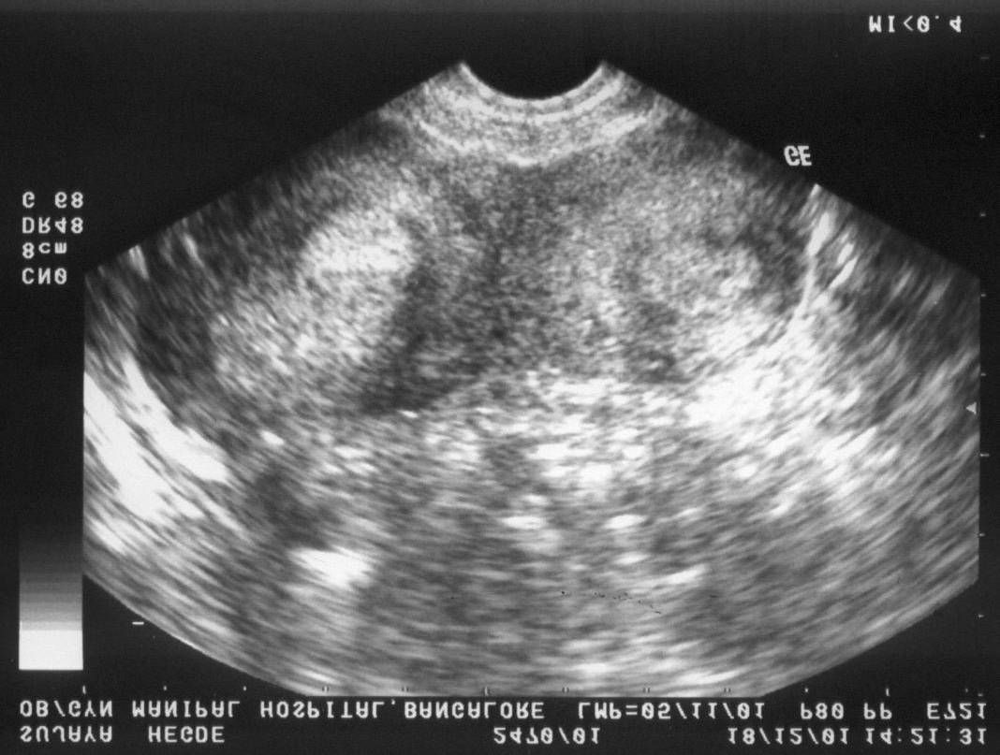 SUJAYA HEGDE 2470/01 18/12/01 14:21:31
OB/GYN MANIPAL HOSPITAL,BANGALORE LMP=05/11/01 P80 PP E721
CN0
8cm
DR48
G 68
GE
MI<0.4